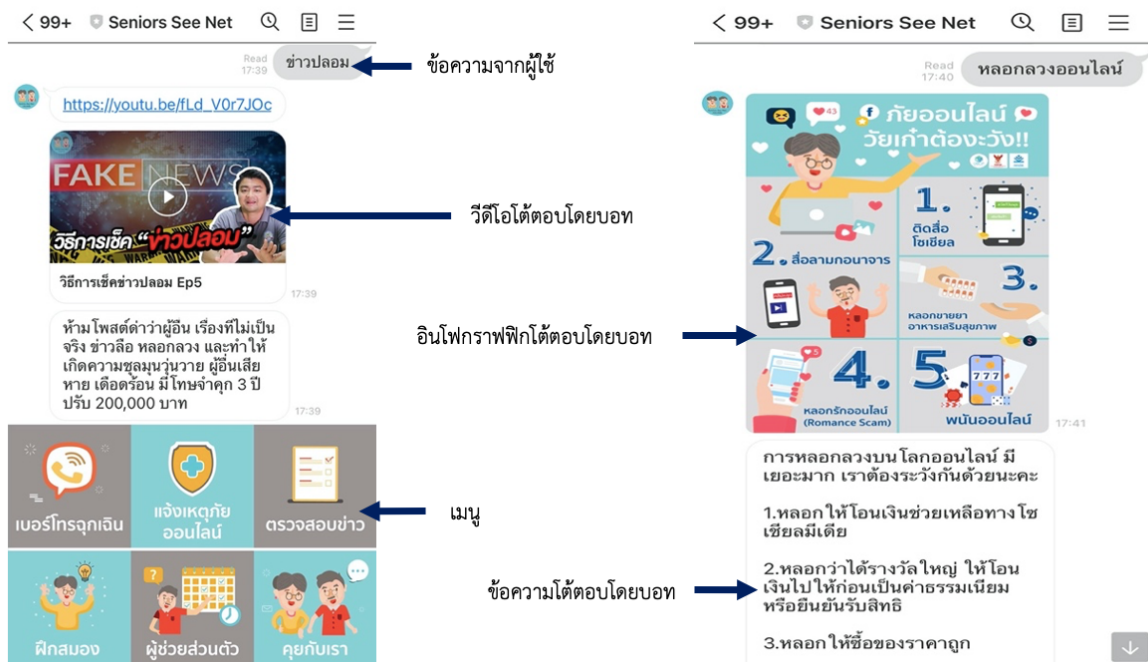 99+ Seniors See Net
Read
17:39
ข่าวปลอม
https://youtu.be/fLd_V0r7JOc
FAKE NEWS
วิธีการเช็ค "ข่าวปลอม"
วิธีการเช็คข่าวปลอม Ep5
17:39
ห้ามโพสต์ด่าว่าผู้อื่น เรื่องที่ไม่เป็น
จริง ข่าวลือ หลอกลวง และทำให้
เกิดความชุลมุนวุ่นวาย ผู้อื่นเสีย
หาย เดือดร้อน มีโทษจำคุก 3 ปี
ปรับ 200,000 บาท
17:39
เบอร์โทรฉุกเฉิน
แจ้งเหตุภัย
ออนไลน์
ตรวจสอบข่าว
ฝึกสมอง
ผู้ช่วยส่วนตัว
คุยกับเรา
ข้อความจากผู้ใช้
วีดีโอโต้ตอบโดยบอท
อินโฟกราฟฟิกโต้ตอบโดยบอท
เมนู
ข้อความโต้ตอบโดยบอท
99+ Seniors See Net
Read
17:40
หลอกลวงออนไลน์
43
ภัยออนไลน์
วัยเก๋าต้องระวัง!!
1.
ติดสื่อ
โซเชียล
2. สื่อลามกอนาจาร
3.
หลอกขายยา
อาหารเสริมสุขภาพ
4.
หลอกรักออนไลน์
(Romance Scam)
5
777
พนันออนไลน์
17:41
การหลอกลวงบนโลกออนไลน์ มี
เยอะมาก เราต้องระวังกันด้วยนะคะ
1.หลอกให้โอนเงินช่วยเหลือทางโซ
เชียลมีเดีย
2.หลอกว่าได้รางวัลใหญ่ ให้โอน
เงินไปให้ก่อนเป็นค่าธรรมเนียม
หรือยืนยันรับสิทธิ
3.หลอกให้ซื้อของราคาถูก